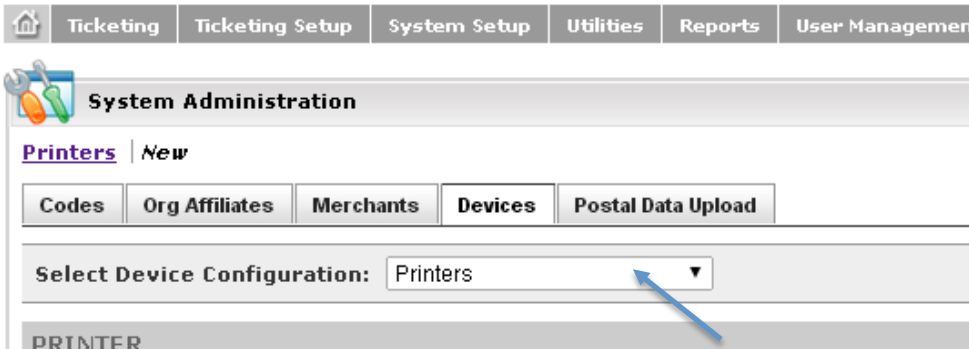 Ticketing Ticketing Setup System Setup Utilities Reports User Managemen
System Administration
Printers New
Codes Org Affiliates Merchants Devices Postal Data Upload
Select Device Configuration: Printers
PRINTER